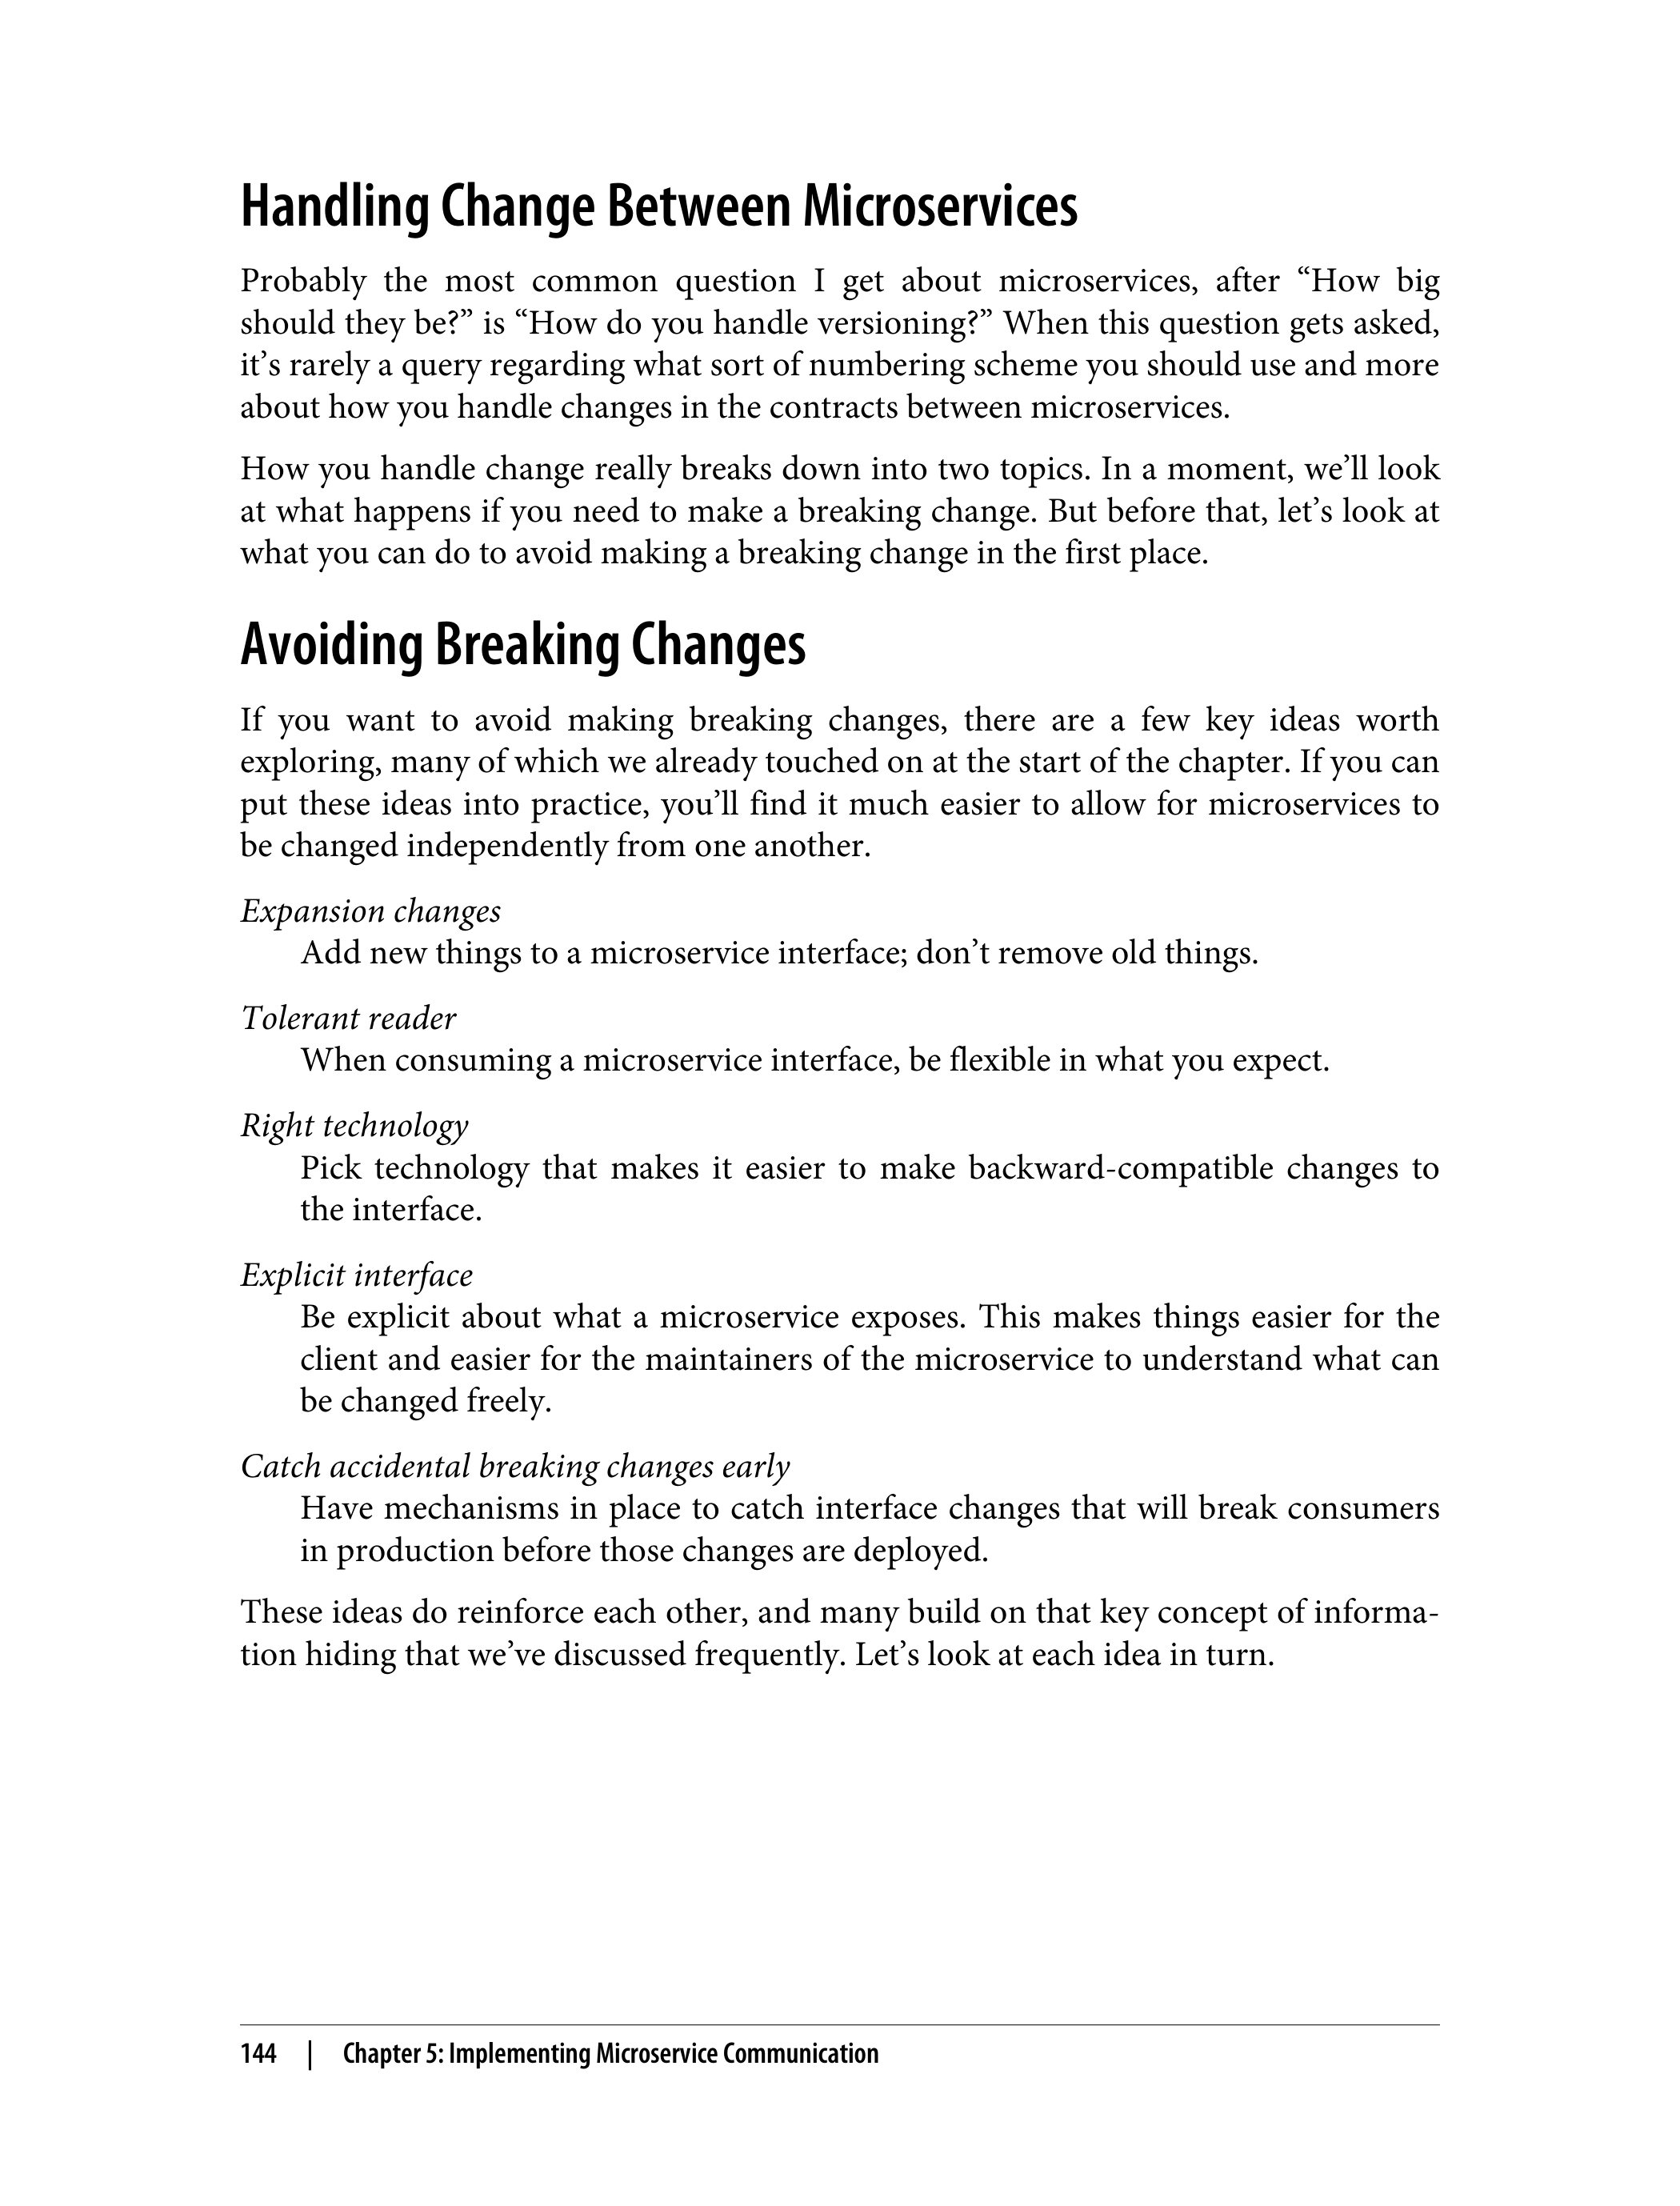 Handling Change Between Microservices
Probably the most common question I get about microservices, after “How big
should they be?” is “How do you handle versioning?” When this question gets asked,
it’s rarely a query regarding what sort of numbering scheme you should use and more
about how you handle changes in the contracts between microservices.
How you handle change really breaks down into two topics. In a moment, we’ll look
at what happens if you need to make a breaking change. But before that, let’s look at
what you can do to avoid making a breaking change in the first place.
Avoiding Breaking Changes
If you want to avoid making breaking changes, there are a few key ideas worth
exploring, many of which we already touched on at the start of the chapter. If you can
put these ideas into practice, you’ll find it much easier to allow for microservices to
be changed independently from one another.
Expansion changes
Add new things to a microservice interface; don’t remove old things.
Tolerant reader
When consuming a microservice interface, be flexible in what you expect.
Right technology
Pick technology that makes it easier to make backward-compatible changes to
the interface.
Explicit interface
Be explicit about what a microservice exposes. This makes things easier for the
client and easier for the maintainers of the microservice to understand what can
be changed freely.
Catch accidental breaking changes early
Have mechanisms in place to catch interface changes that will break consumers
in production before those changes are deployed.
These ideas do reinforce each other, and many build on that key concept of informa-
tion hiding that we’ve discussed frequently. Let’s look at each idea in turn.
144 | Chapter 5: Implementing Microservice Communication